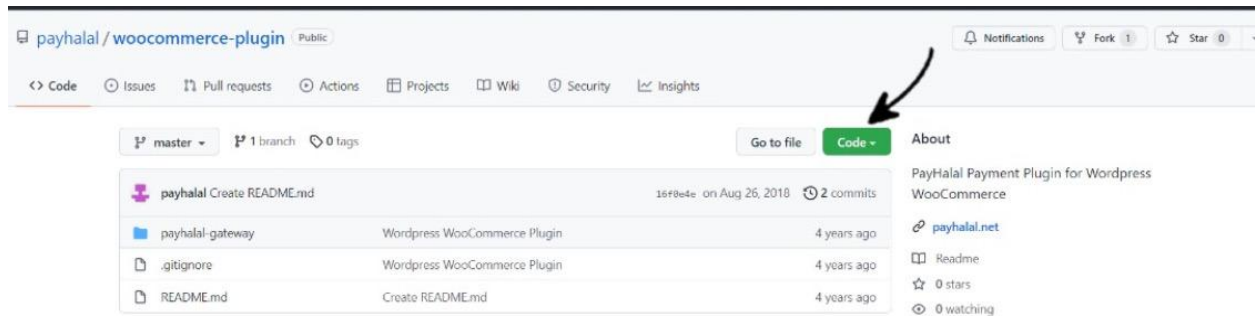 payhalal / woocommerce-plugin Public
Notifications Fork 1 Star 0
Code Issues Pull requests Actions Projects Wiki Security Insights
master 1 branch 0 tags Go to file Code
About
PayHalal Payment Plugin for Wordpress
WooCommerce
payhalal Create README.md 16f0e4e on Aug 26, 2018 2 commits
payhalal-gateway Wordpress WooCommerce Plugin 4 years ago
payhalal.net
.gitignore Wordpress WooCommerce Plugin 4 years ago
Readme
README.md Create README.md 4 years ago
0 stars
0 watching